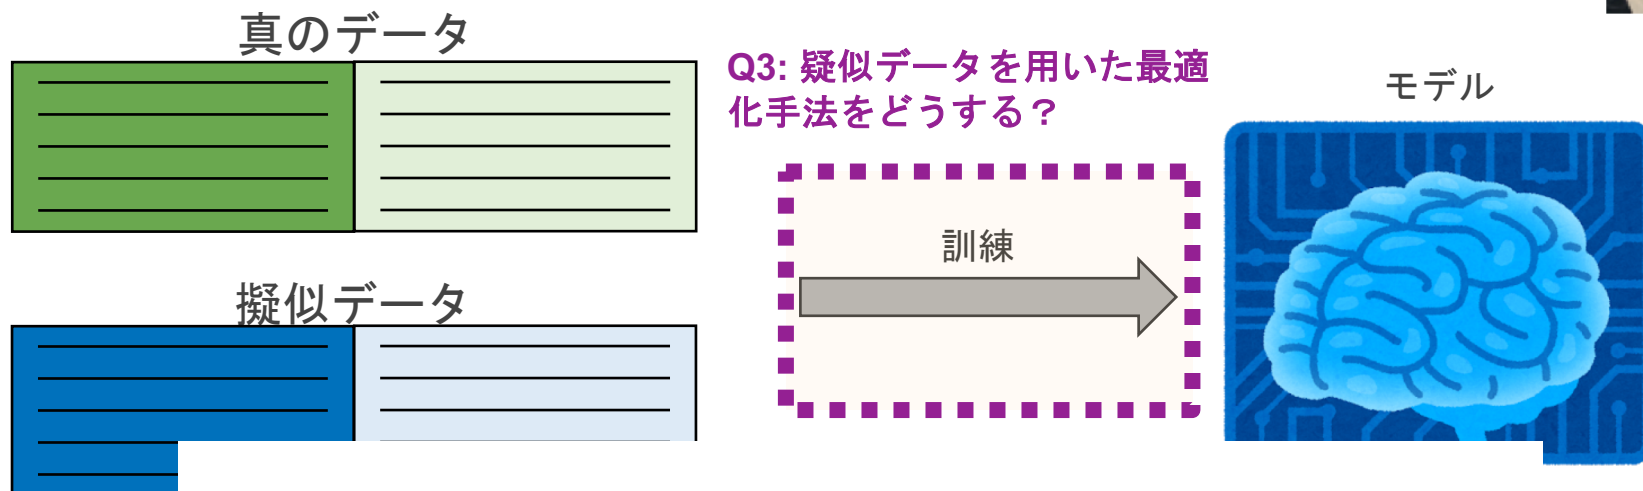 真のデータ
Q3: 疑似データを用いた最適
化手法をどうする？
モデル
訓練
擬似データ